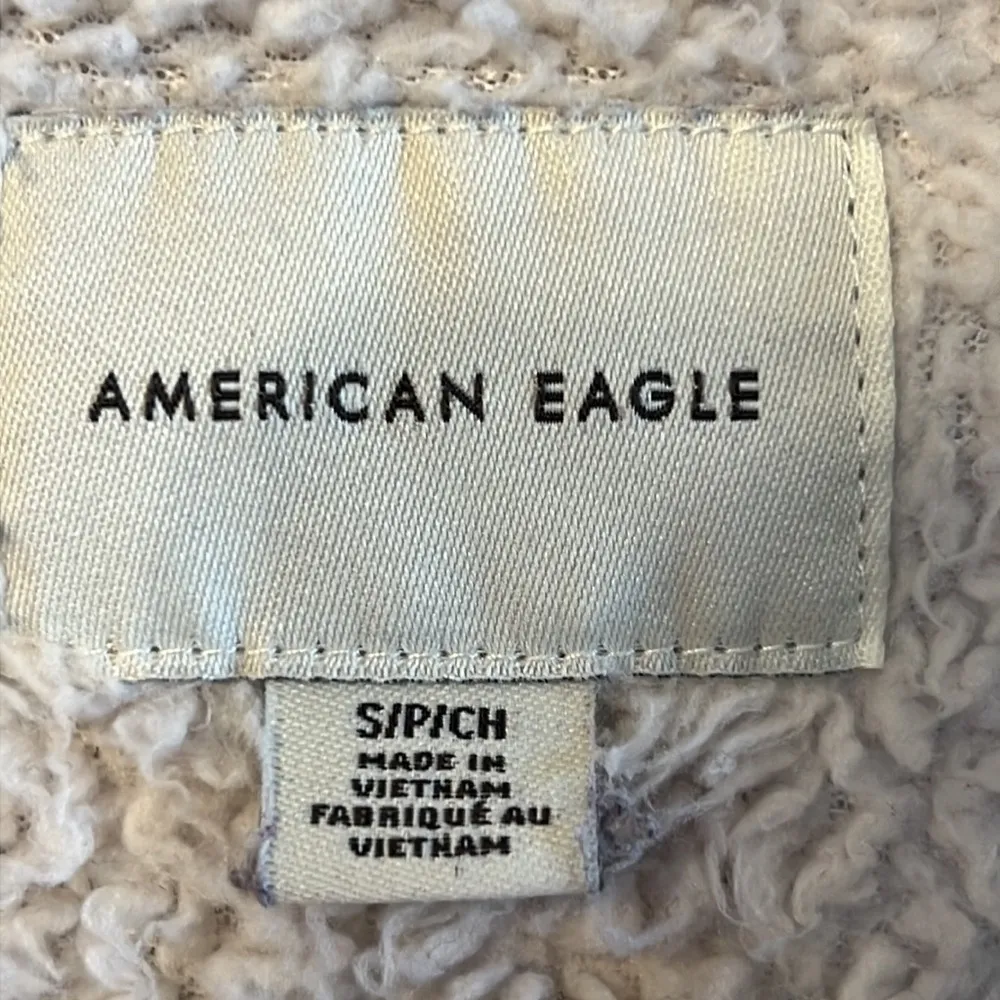 AMERICAN EAGLE
S/P/CH
MADE IN
VIETNAM
FABRIQUÉ AU
VIETNAM